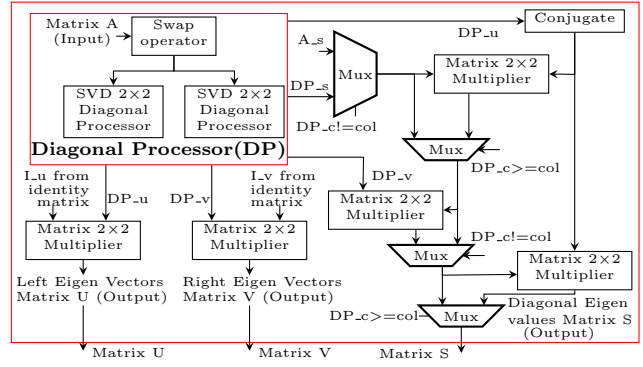 Matrix A
(Input)
Swap
operator
SVD 2×2
Diagonal
Processor
SVD 2×2
Diagonal
Processor
Diagonal Processor(DP)
A_s
DP_s
Mux
DP_c!=col
DP_u
Conjugate
Matrix 2×2
Multiplier
Mux
DP_c>=col
I_u from
identity
matrix
DP_u
DP_v
I_v from
identity
matrix
DP_v
Matrix 2×2
Multiplier
Matrix 2×2
Multiplier
Matrix 2×2
Multiplier
DP_c!=col
Mux
Matrix 2×2
Multiplier
Left Eigen Vectors
Matrix U (Output)
Right Eigen Vectors
Matrix V (Output)
DP_c>=col
Mux
Diagonal Eigen
values Matrix S
(Output)
Matrix U
Matrix V
Matrix S